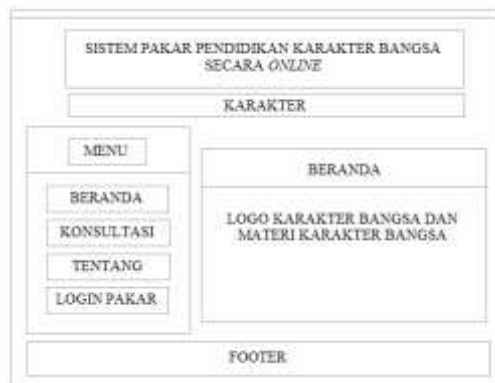 SISTEM PAKAR PENDIDIKAN KARAKTER BANGSA
SECARA ONLINE
KARAKTER
MENU
BERANDA
KONSULTASI
TENTANG
LOGIN PAKAR
BERANDA
LOGO KARAKTER BANGSA DAN
MATERI KARAKTER BANGSA
FOOTER